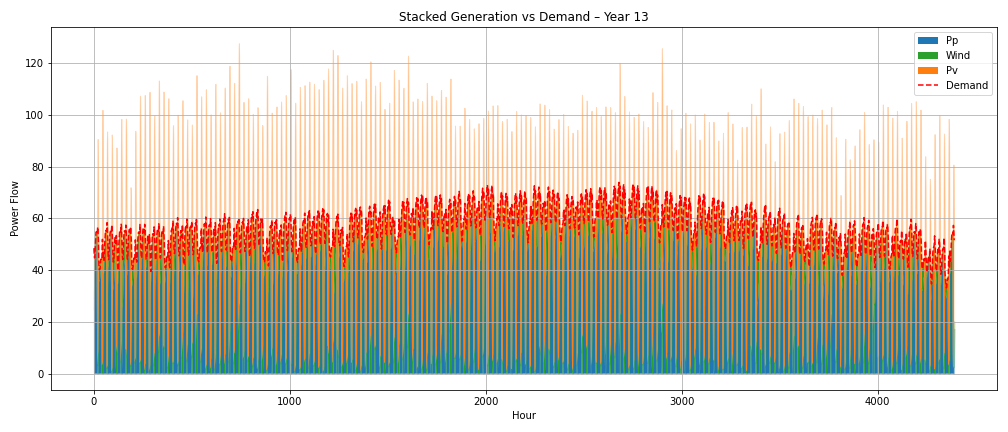 Stacked Generation vs Demand – Year 13
Pp
Wind
Pv
Demand
120
100
80
60
40
20
0
Power Flow
0 1000 2000 3000 4000
Hour